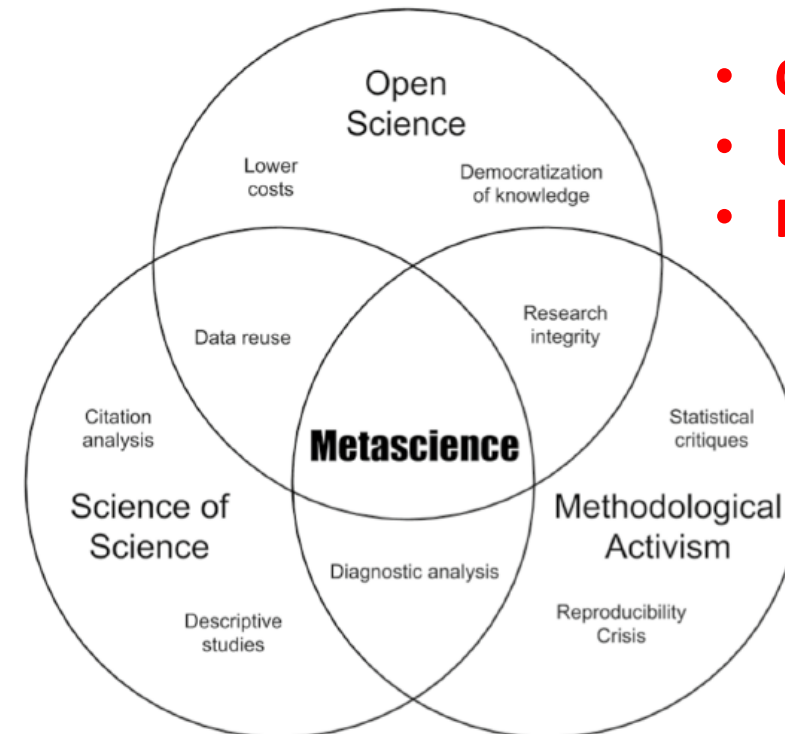 Open
Science
Lower
costs
Democratization
of knowledge
Data reuse
Research
integrity
Citation
analysis
Statistical
critiques
Metascience
Science of
Science
Methodological
Activism
Diagnostic analysis
Descriptive
studies
Reproducibility
Crisis